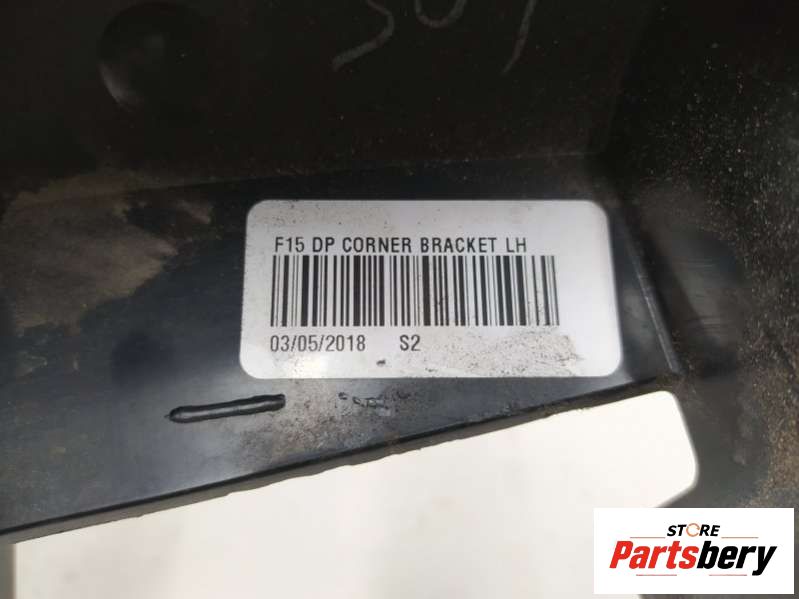 F15 DP CORNER BRACKET LH
03/05/2018 S2
STORE
Partsbery